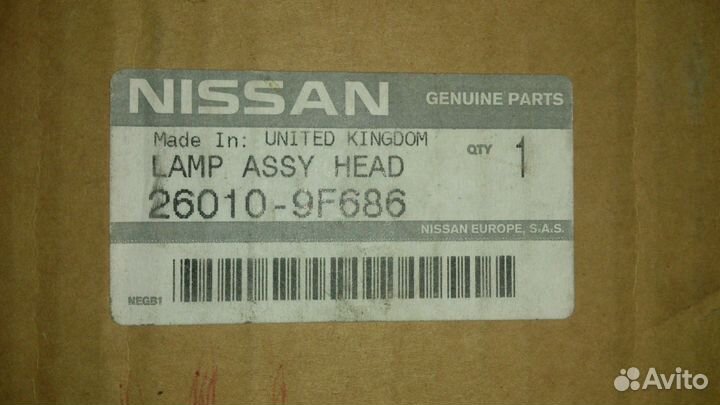 NISSAN GENUINE PARTS
Made In: UNITED KINGDOM
LAMP ASSY HEAD QTY 1
26010-9F686
NISSAN EUROPE, S.A.S.
NEGB1
Avito